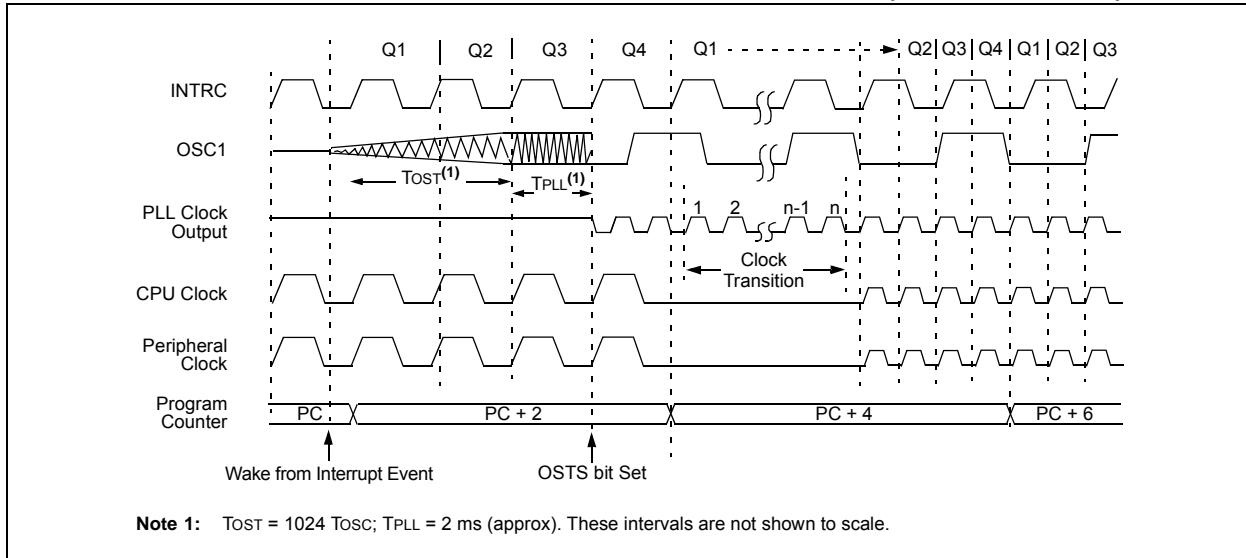 Q1 Q2 Q3 Q4 Q1 Q2 Q3 Q4 Q1 Q2 Q3
INTRC
OSC1
TOST(1) TPLL(1)
PLL Clock
Output
1 2 n-1 n
Clock
Transition
CPU Clock
Peripheral
Clock
Program
Counter
PC PC + 2 PC + 4 PC + 6
Wake from Interrupt Event OSTS bit Set
Note 1: TOST = 1024 TOSC; TPLL = 2 ms (approx). These intervals are not shown to scale.